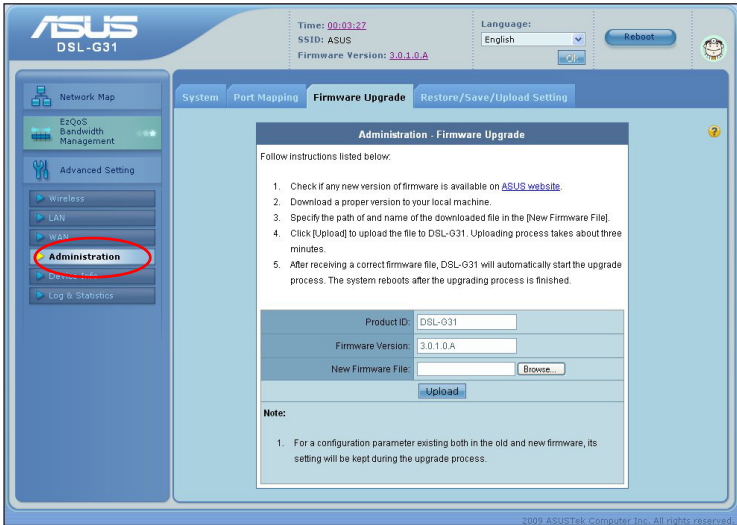 ASUS
DSL-G31
Time: 00:03:27
SSID: ASUS
Firmware Version: 3.0.1.0.A
Language:
English
OK
Reboot
Network Map
EzQoS
Bandwidth
Management
Advanced Setting
Wireless
LAN
WAN
Administration
Device Info
Log & Statistics
System Port Mapping Firmware Upgrade Restore/Save/Upload Setting
Administration - Firmware Upgrade
Follow instructions listed below:
1. Check if any new version of firmware is available on ASUS website.
2. Download a proper version to your local machine.
3. Specify the path of and name of the downloaded file in the [New Firmware File].
4. Click [Upload] to upload the file to DSL-G31. Uploading process takes about three
minutes.
5. After receiving a correct firmware file, DSL-G31 will automatically start the upgrade
process. The system reboots after the upgrading process is finished.
Product ID: DSL-G31
Firmware Version: 3.0.1.0.A
New Firmware File: Browse...
Upload
Note:
1. For a configuration parameter existing both in the old and new firmware, its
setting will be kept during the upgrade process.
2009 ASUSTek Computer Inc. All rights reserved.